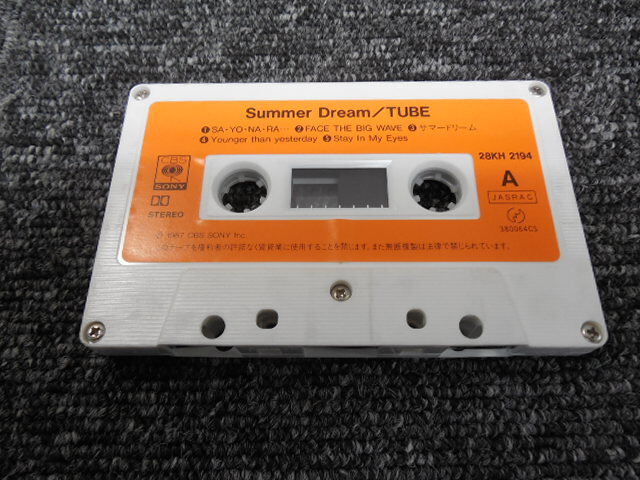 Summer Dream/TUBE
❶SA・YO・NA・RA… ❷FACE THE BIG WAVE ❸サマードリーム
❹Younger than yesterday ❺Stay In My Eyes
CBS
SONY
STEREO
28KH 2194
A
JASRAC
380064CS
1987 CBS SONY Inc.
テープを権利者の許諾なく賃貸業に使用することを禁じます。また無断複製は法律で禁じられています。